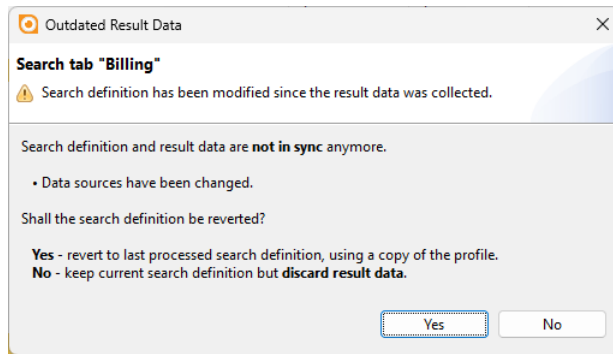 Outdated Result Data
Search tab "Billing"
Search definition has been modified since the result data was collected.
Search definition and result data are not in sync anymore.
• Data sources have been changed.
Shall the search definition be reverted?
Yes - revert to last processed search definition, using a copy of the profile.
No - keep current search definition but discard result data.
Yes
No